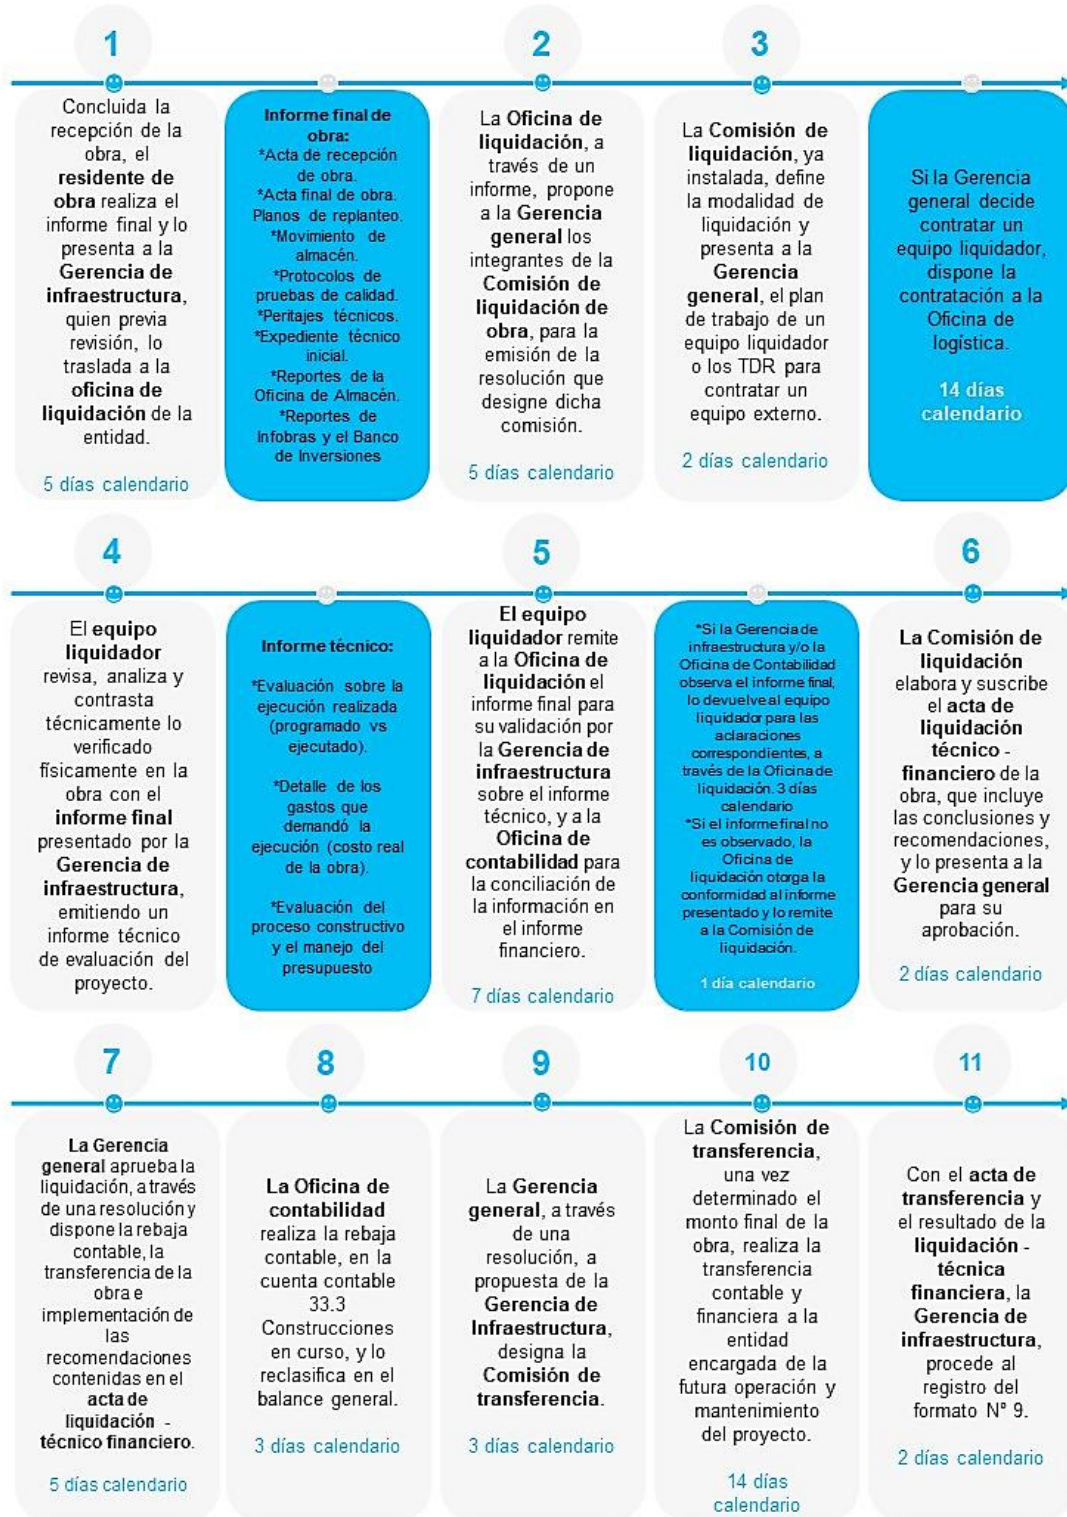 1
Concluida la
recepción de la
obra, el
residente de
obra realiza el
informe final y lo
presenta a la
Gerencia de
infraestructura,
quien previa
revisión, lo
traslada a la
oficina de
liquidación de la
entidad.
5 días calendario
Informe final de
obra:
*Acta de recepción
de obra.
*Acta final de obra.
Planos de replanteo.
*Movimiento de
almacén.
*Protocolos de
pruebas de calidad.
*Peritajes técnicos.
*Expediente técnico
inicial.
*Reportes de la
Oficina de Almacén.
*Reportes de
Infobras y el Banco
de Inversiones
2
La Oficina de
liquidación, a
través de un
informe, propone
a la Gerencia
general los
integrantes de la
Comisión de
liquidación de
obra, para la
emisión de la
resolución que
designe dicha
comisión.
5 días calendario
3
La Comisión de
liquidación, ya
instalada, define
la modalidad de
liquidación y
presenta a la
Gerencia
general, el plan
de trabajo de un
equipo liquidador
o los TDR para
contratar un
equipo externo.
2 días calendario
Si la Gerencia
general decide
contratar un
equipo liquidador,
dispone la
contratación a la
Oficina de
logística.
14 días
calendario
4
El equipo
liquidador
revisa, analiza y
contrasta
técnicamente lo
verificado
físicamente en la
obra con el
informe final
presentado por la
Gerencia de
infraestructura,
emitiendo un
informe técnico
de evaluación del
proyecto.
Informe técnico:
*Evaluación sobre la
ejecución realizada
(programado vs
ejecutado).
*Detalle de los
gastos que
demandó la
ejecución (costo real
de la obra).
*Evaluación del
proceso constructivo
y el manejo del
presupuesto
5
El equipo
liquidador remite
a la Oficina de
liquidación el
informe final para
su validación por
la Gerencia de
infraestructura
sobre el informe
técnico, y a la
Oficina de
contabilidad para
la conciliación de
la información en
el informe
financiero.
7 días calendario
*Si la Gerencia de
infraestructura y/o la
Oficina de Contabilidad
observa el informe final,
lo devuelve al equipo
liquidador para las
aclaraciones
correspondientes, a
través de la Oficina de
liquidación. 3 días
calendario
*Si el informe final no
es observado, la
Oficina de
liquidación otorga la
conformidad al informe
presentado y lo remite
a la Comisión de
liquidación.
1 día calendario
6
La Comisión de
liquidación
elabora y suscribe
el acta de
liquidación
técnico -
financiero de la
obra, que incluye
las conclusiones y
recomendaciones,
y lo presenta a la
Gerencia general
para su
aprobación.
2 días calendario
7
La Gerencia
general aprueba la
liquidación, a través
de una resolución y
dispone la rebaja
contable, la
transferencia de la
obra e
implementación de
las
recomendaciones
contenidas en el
acta de
liquidación -
técnico financiero.
5 días calendario
8
La Oficina de
contabilidad
realiza la rebaja
contable, en la
cuenta contable
33.3
Construcciones
en curso, y lo
reclasifica en el
balance general.
3 días calendario
9
La Gerencia
general, a través
de una
resolución, a
propuesta de la
Gerencia de
Infraestructura,
designa la
Comisión de
transferencia.
3 días calendario
10
La Comisión de
transferencia,
una vez
determinado el
monto final de la
obra, realiza la
transferencia
contable y
financiera a la
entidad
encargada de la
futura operación y
mantenimiento
del proyecto.
14 días
calendario
11
Con el acta de
transferencia y
el resultado de la
liquidación -
técnica
financiera, la
Gerencia de
infraestructura,
procede al
registro del
formato N° 9.
2 días calendario